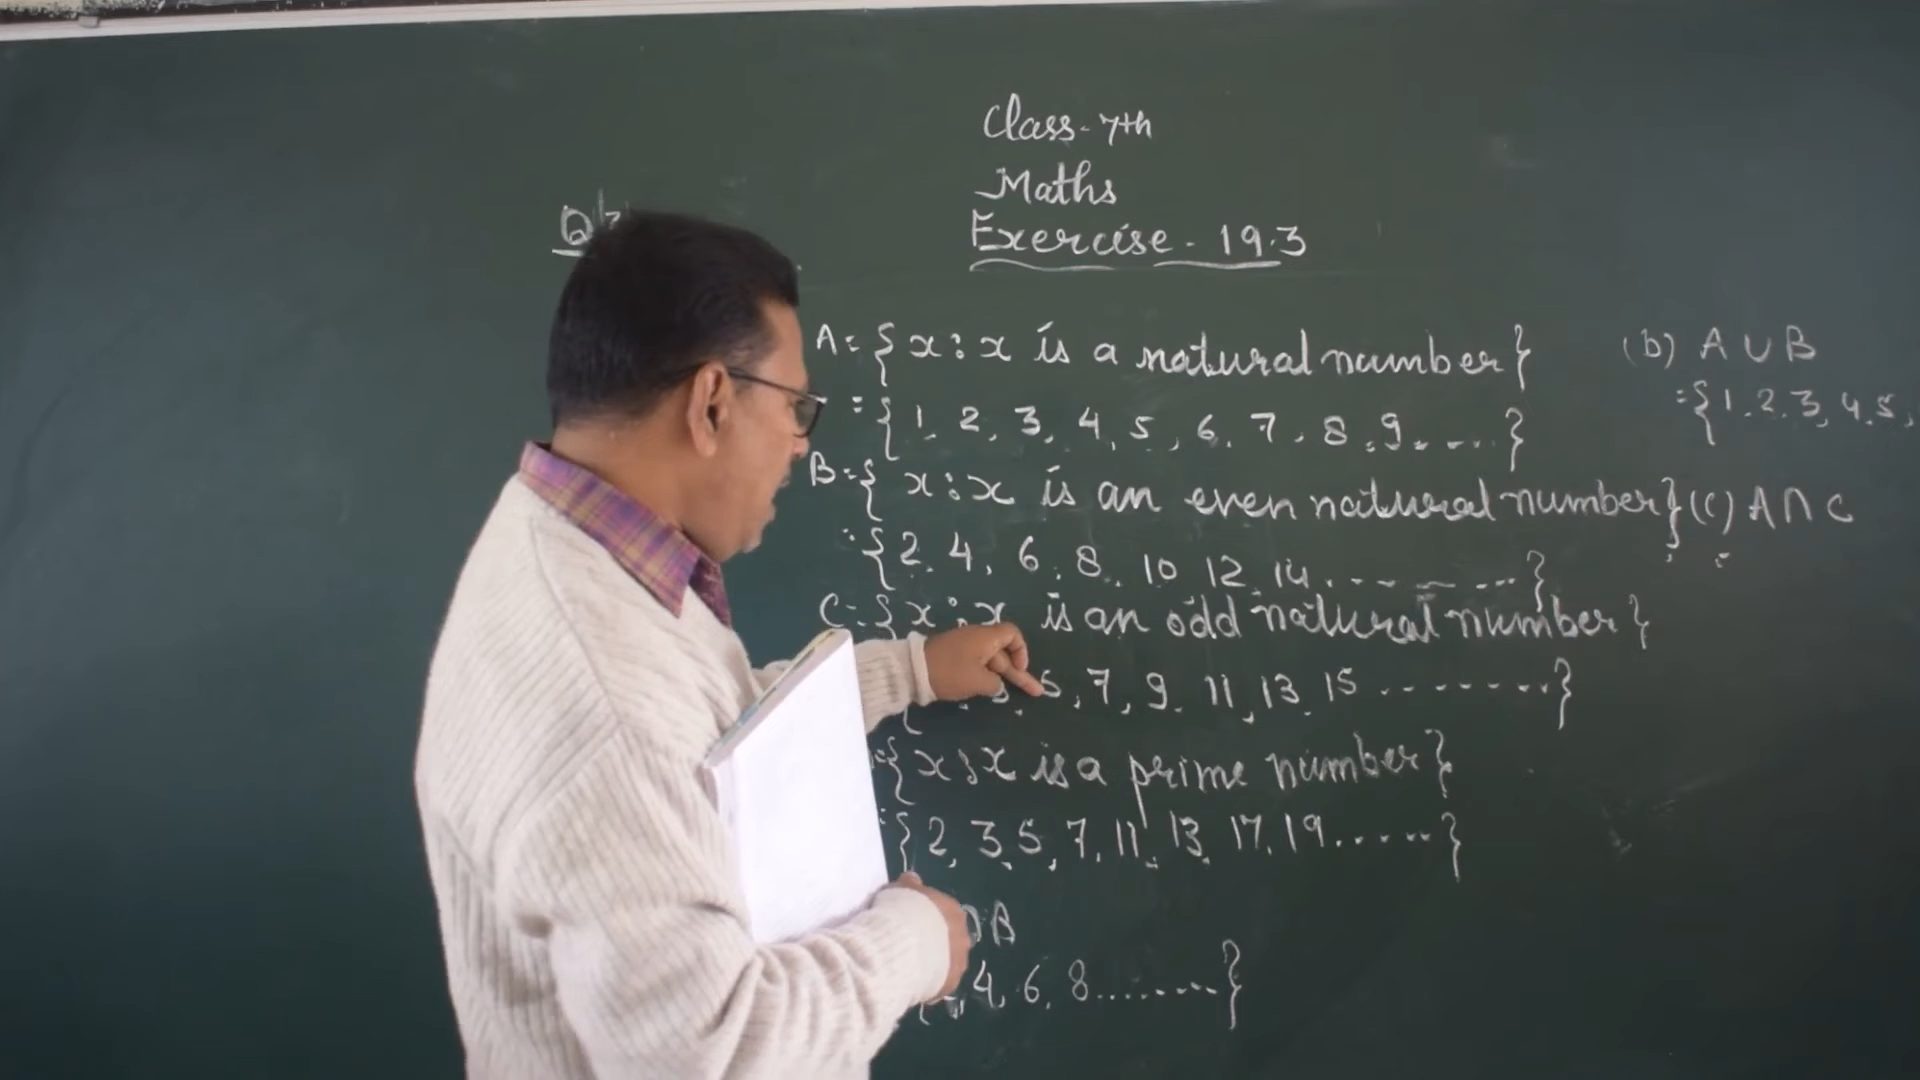 Class-7th
Maths
Exercise-19.3
A={x:x is a natural number}
={1, 2, 3, 4, 5, 6, 7, 8, 9....}
B={x:x is an even natural number}
={2, 4, 6, 8, 10, 12, 14.........}
C={x:x is an odd natural number}
5, 7, 9, 11, 13, 15........}
={x:x is a prime number}
={2, 3, 5, 7, 11, 13, 17, 19.....}
∩B
4, 6, 8........}
(b) A∪B
={1, 2, 3, 4, 5,
(c) A∩C